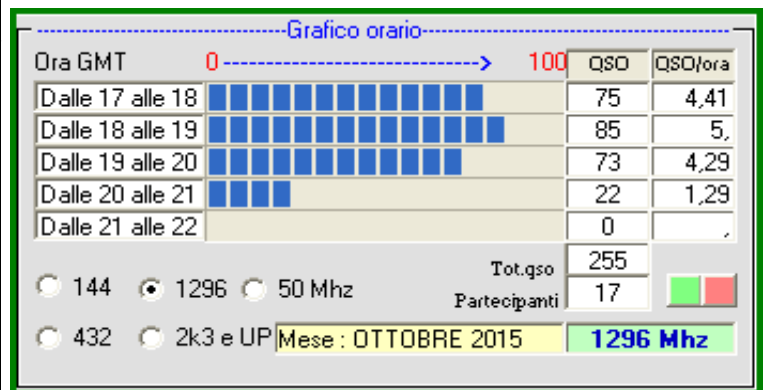 Grafico orario
Ora GMT 0 ----------------------------> 100 QSO QSO/ora
Dalle 17 alle 18 75 4,41
Dalle 18 alle 19 85 5,
Dalle 19 alle 20 73 4,29
Dalle 20 alle 21 22 1,29
Dalle 21 alle 22 0 ,
Tot.qso 255
144 1296 50 Mhz
Partecipanti 17
432 2k3 e UP Mese : OTTOBRE 2015 1296 Mhz